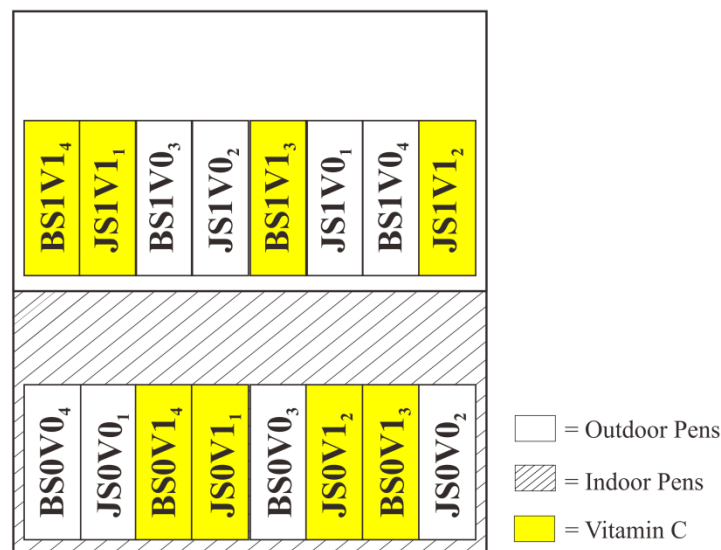 BS1V1₄
JS1V1₁
BS1V0₃
JS1V0₂
BS1V1₃
JS1V0₁
BS1V0₄
JS1V1₂
BS0V0₄
JS0V0₁
BS0V1₄
JS0V1₁
BS0V0₃
JS0V1₂
BS0V1₃
JS0V0₂
= Outdoor Pens
= Indoor Pens
= Vitamin C